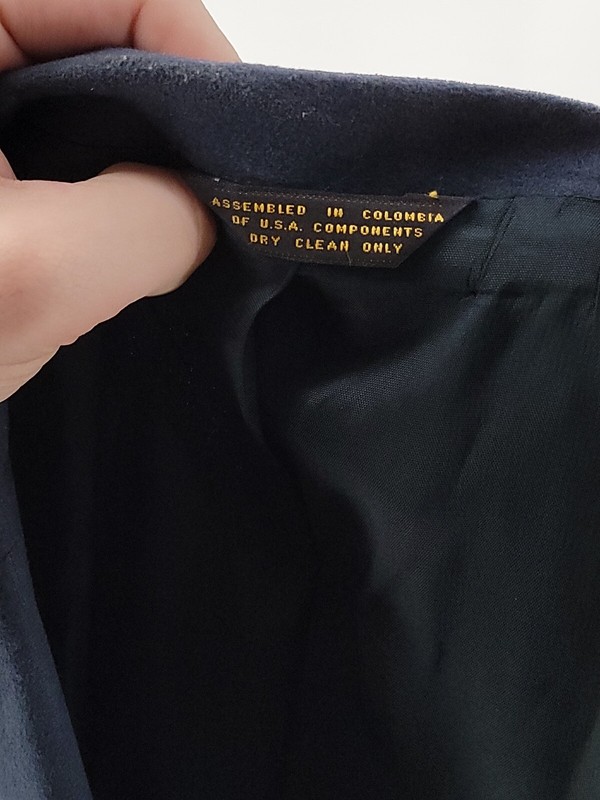 ASSEMBLED IN COLOMBIA
OF U.S.A. COMPONENTS
DRY CLEAN ONLY